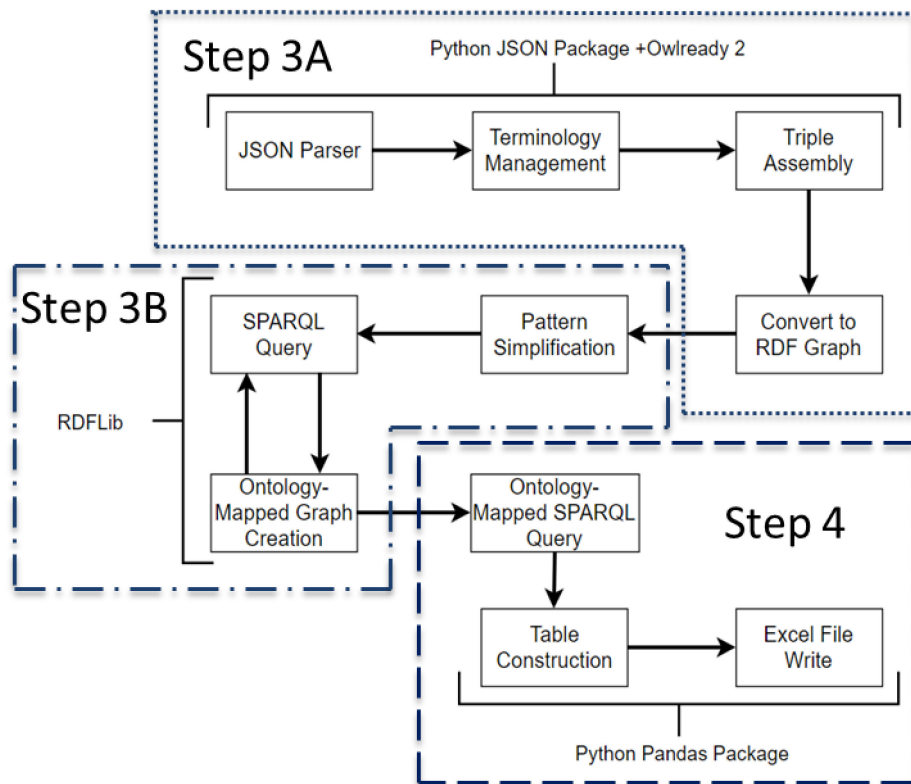 Step 3A
Python JSON Package +Owlready 2
JSON Parser
Terminology
Management
Triple
Assembly
Convert to
RDF Graph
Step 3B
Pattern
Simplification
SPARQL
Query
RDFLib
Ontology-
Mapped Graph
Creation
Step 4
Ontology-
Mapped SPARQL
Query
Table
Construction
Excel File
Write
Python Pandas Package